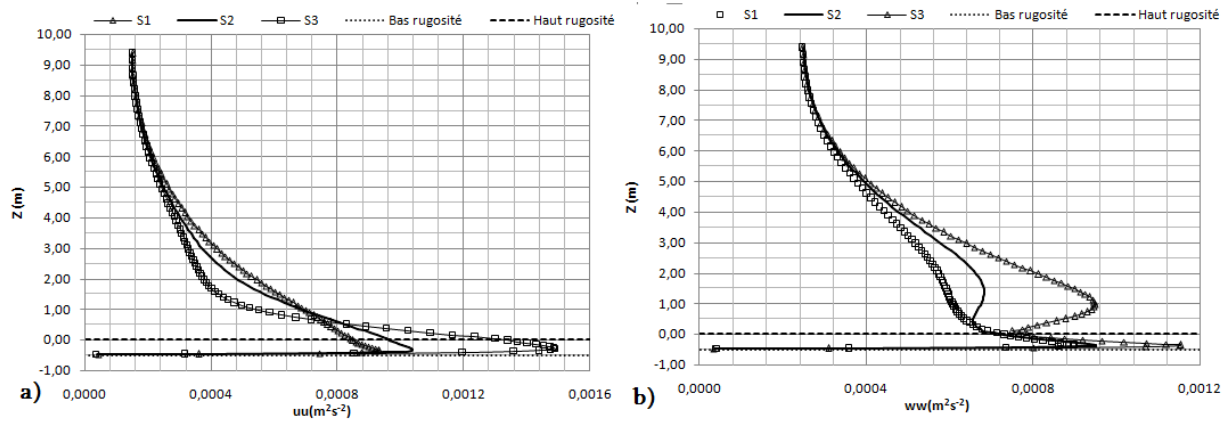 S1 S2 S3 Bas rugosité Haut rugosité
10,00
9,00
8,00
7,00
6,00
5,00
4,00
3,00
2,00
1,00
0,00
-1,00
Z (m)
0,0000 0,0004 0,0008 0,0012 0,0016
uu(m²s⁻²)
a)
S1 S2 S3 Bas rugosité Haut rugosité
10,00
9,00
8,00
7,00
6,00
5,00
4,00
3,00
2,00
1,00
0,00
-1,00
Z (m)
0,0000 0,0004 0,0008 0,0012
ww(m²s⁻²)
b)